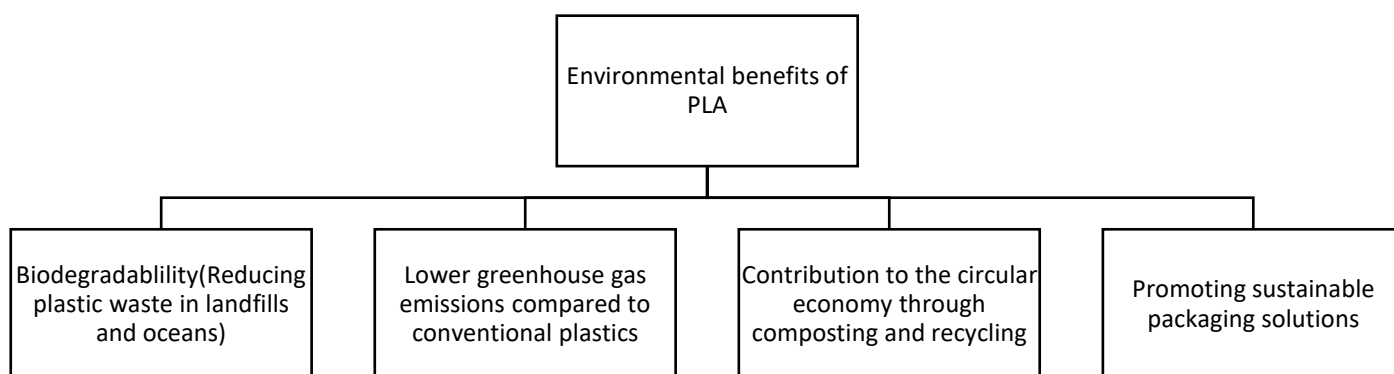 Environmental benefits of
PLA
Biodegradablility(Reducing
plastic waste in landfills
and oceans)
Lower greenhouse gas
emissions compared to
conventional plastics
Contribution to the circular
economy through
composting and recycling
Promoting sustainable
packaging solutions